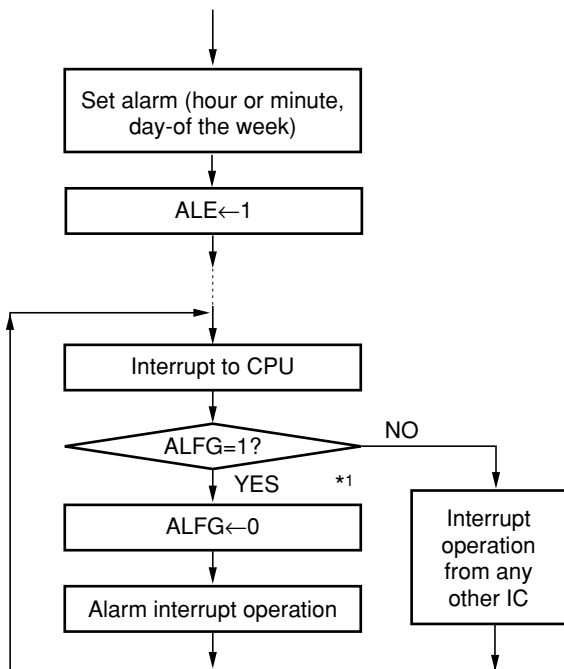 Set alarm (hour or minute,
day-of the week)
ALE←1
Interrupt to CPU
ALFG=1?
NO
YES
*1
ALFG←0
Interrupt
operation
from any
other IC
Alarm interrupt operation